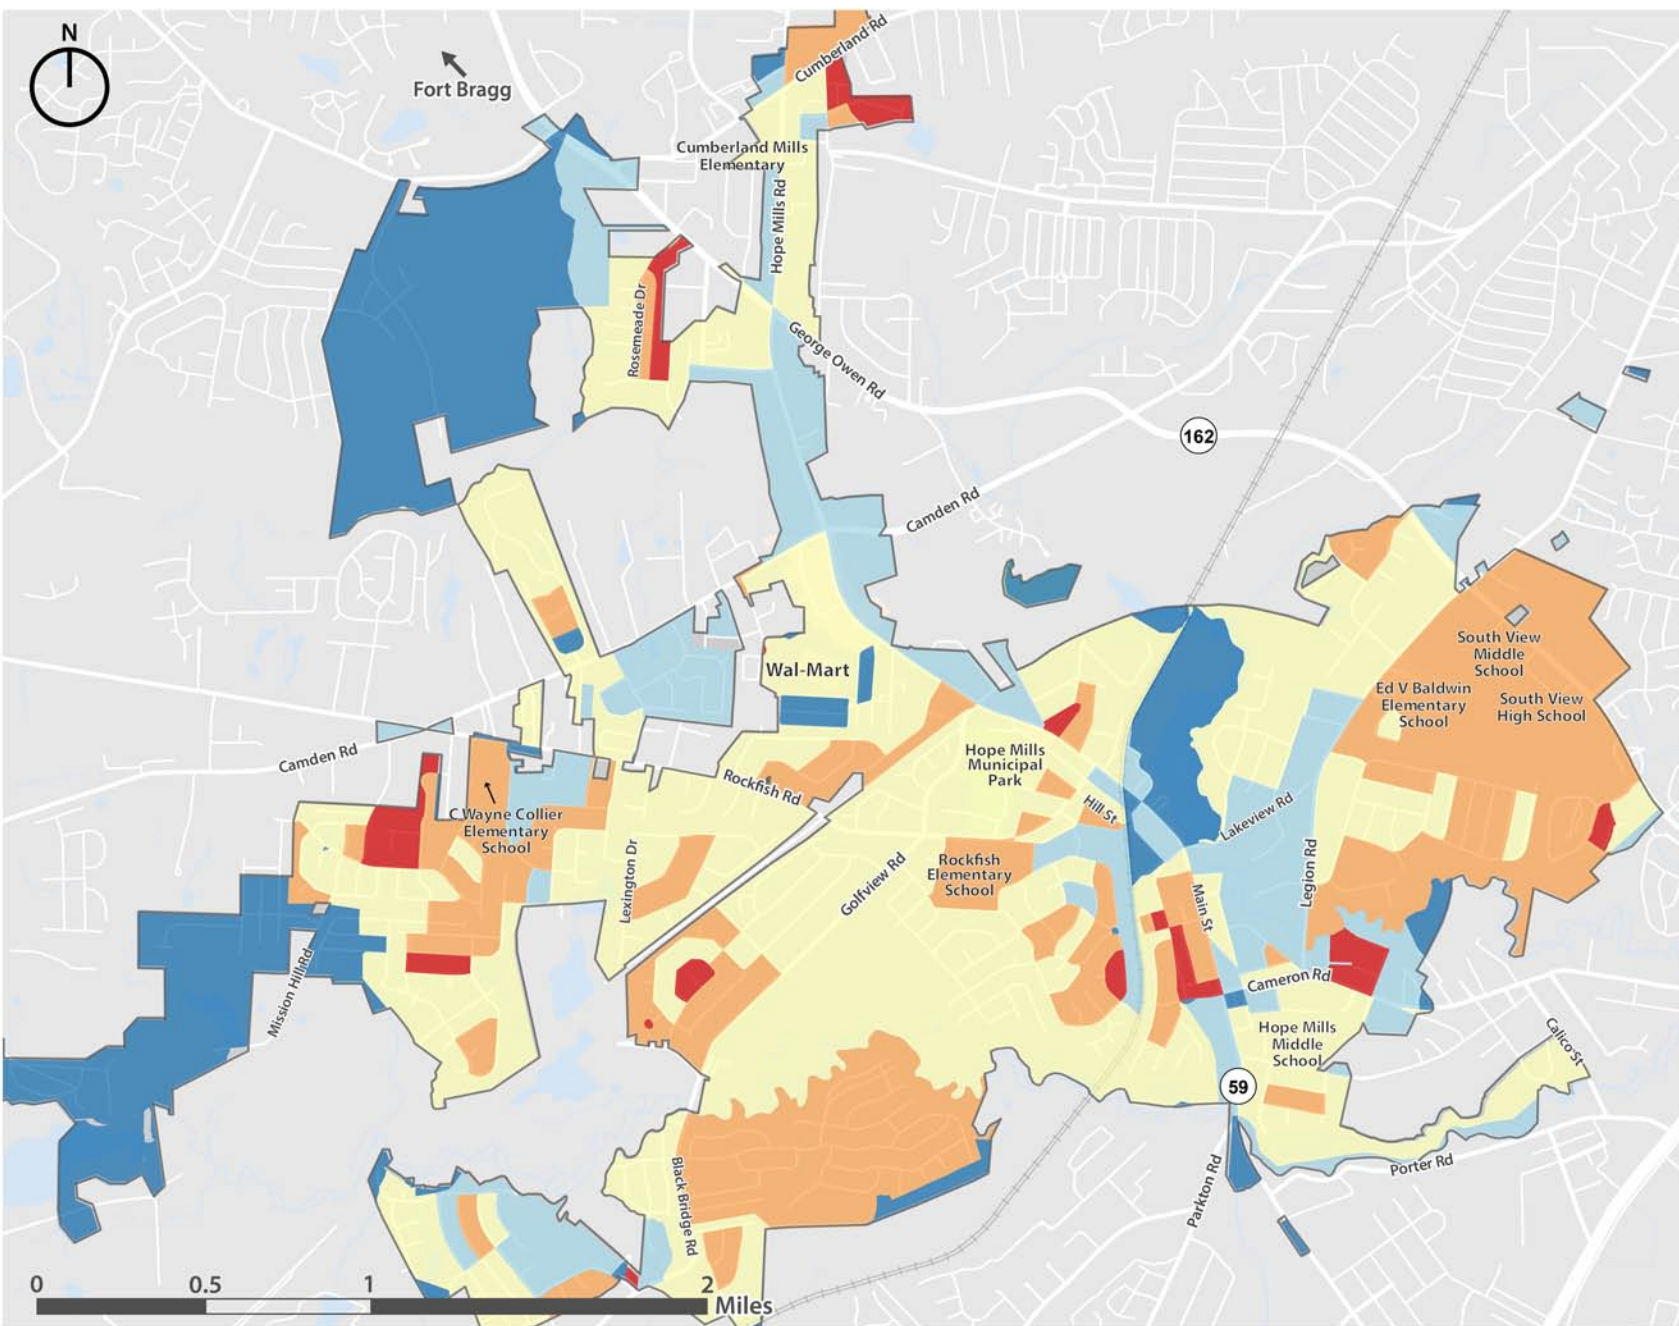 N
Fort Bragg
Cumberland Rd
Cumberland Mills
Elementary
Hope Mills Rd
Rosemeade Dr
George Owen Rd
162
Camden Rd
South View
Middle
School
Wal-Mart
Ed V Baldwin
Elementary
School
South View
High School
Camden Rd
Hope Mills
Municipal
Park
Rockfish Rd
Hill St
Lakeview Rd
C Wayne Collier
Elementary
School
Lexington Dr
Golfview Rd
Rockfish
Elementary
School
Legion Rd
Main St
Mission Hill Rd
Cameron Rd
Hope Mills
Middle
School
Calico St
59
Black Bridge Rd
Parkton Rd
Porter Rd
0 0.5 1 2
Miles